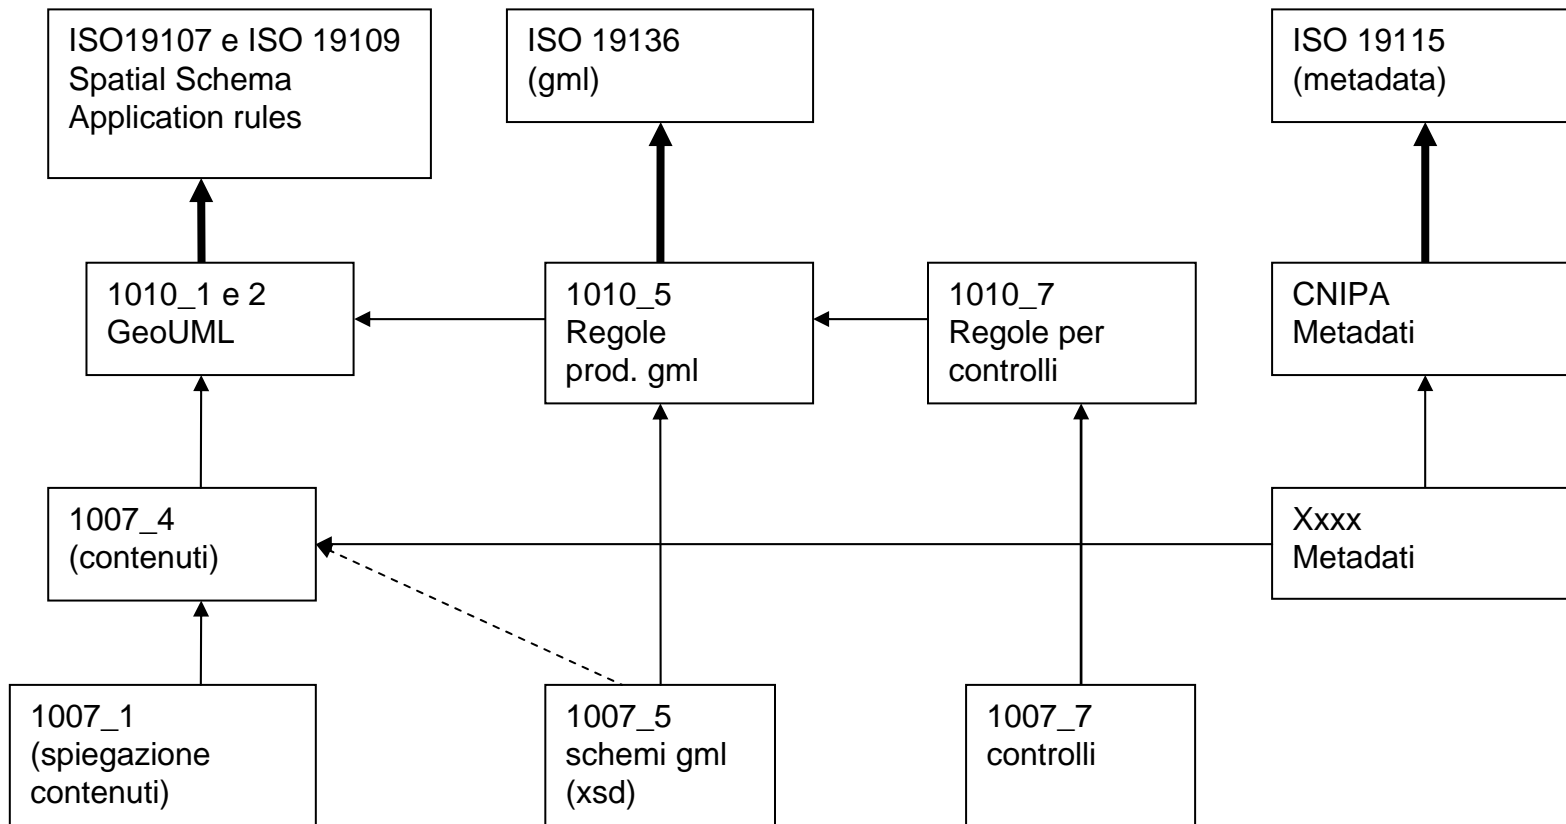 ISO19107 e ISO 19109
Spatial Schema
Application rules
ISO 19136
(gml)
ISO 19115
(metadata)
1010_1 e 2
GeoUML
1010_5
Regole
prod. gml
1010_7
Regole per
controlli
CNIPA
Metadati
1007_4
(contenuti)
Xxxx
Metadati
1007_1
(spiegazione
contenuti)
1007_5
schemi gml
(xsd)
1007_7
controlli